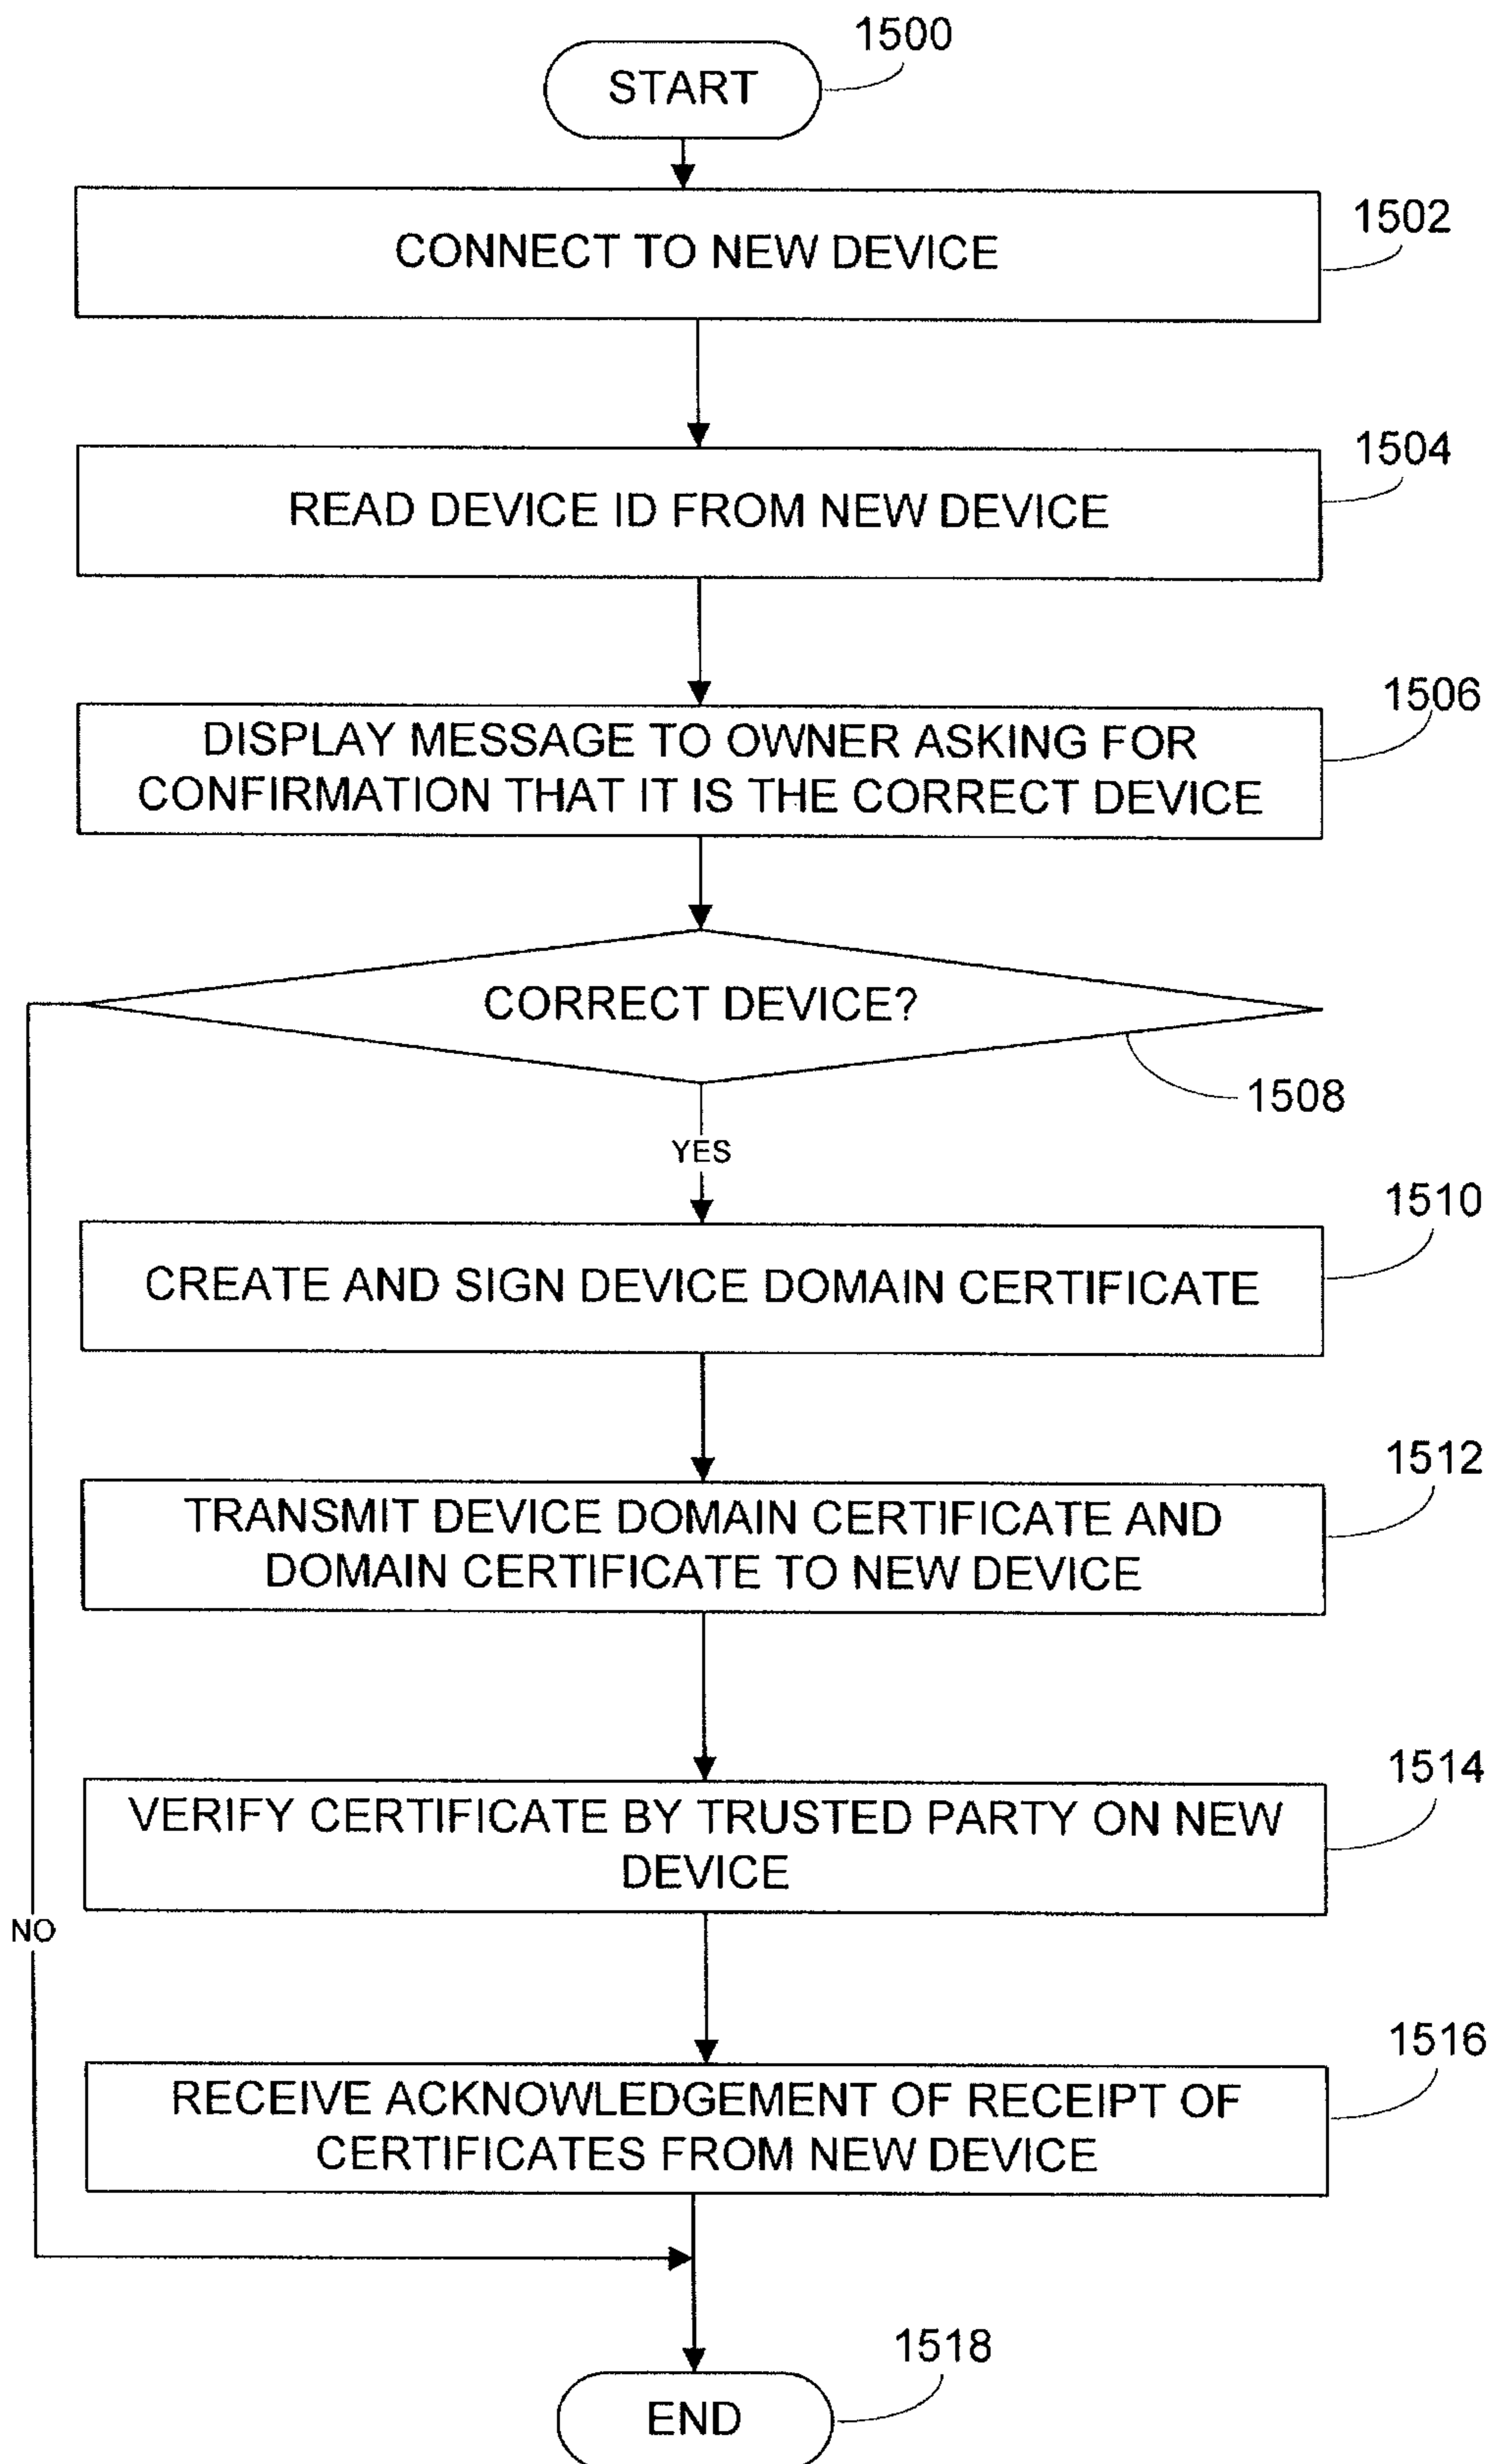 1500
START
1502
CONNECT TO NEW DEVICE
1504
READ DEVICE ID FROM NEW DEVICE
1506
DISPLAY MESSAGE TO OWNER ASKING FOR
CONFIRMATION THAT IT IS THE CORRECT DEVICE
CORRECT DEVICE?
1508
YES
1510
CREATE AND SIGN DEVICE DOMAIN CERTIFICATE
1512
TRANSMIT DEVICE DOMAIN CERTIFICATE AND
DOMAIN CERTIFICATE TO NEW DEVICE
1514
VERIFY CERTIFICATE BY TRUSTED PARTY ON NEW
DEVICE
NO
1516
RECEIVE ACKNOWLEDGEMENT OF RECEIPT OF
CERTIFICATES FROM NEW DEVICE
1518
END